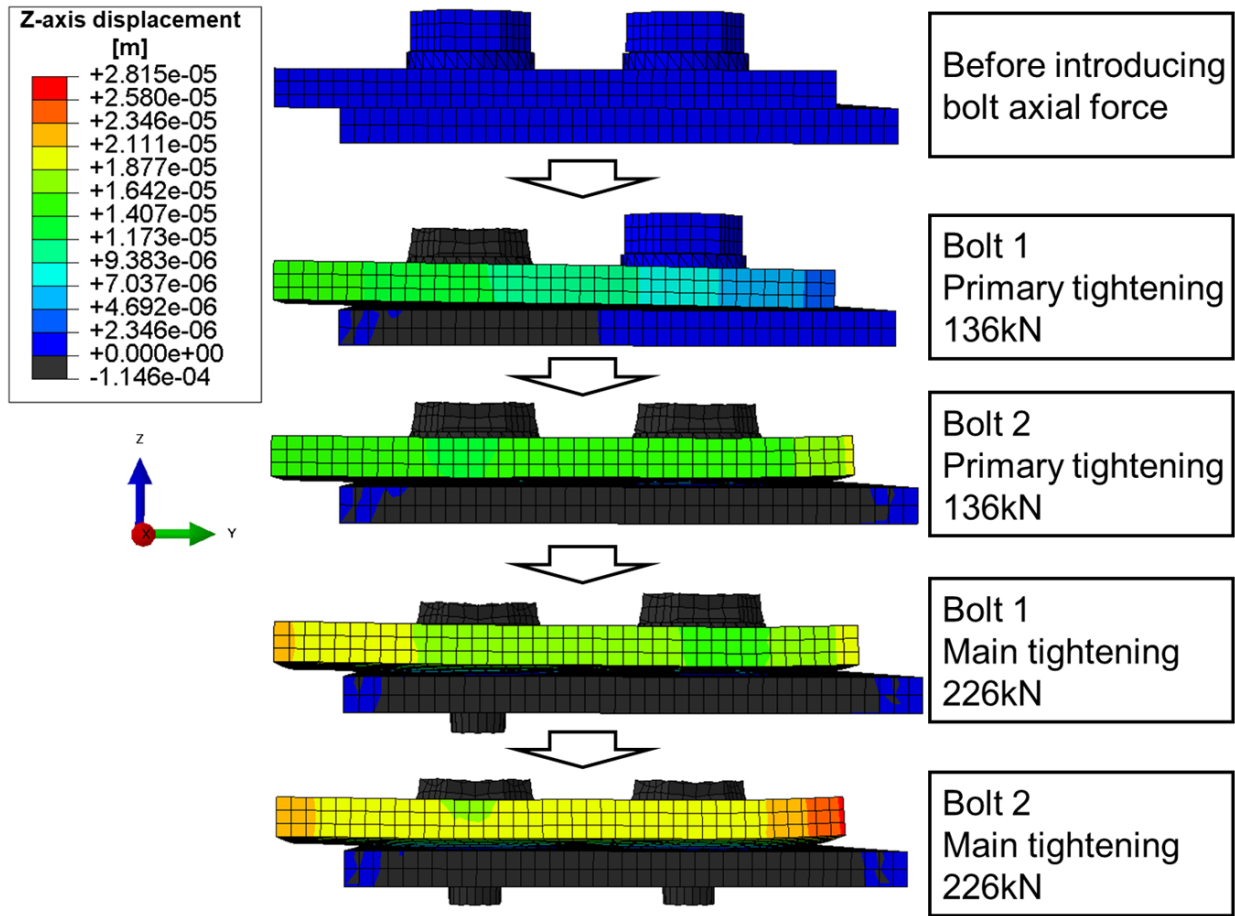 Z-axis displacement
[m]
+2.815e-05
+2.580e-05
+2.346e-05
+2.111e-05
+1.877e-05
+1.642e-05
+1.407e-05
+1.173e-05
+9.383e-06
+7.037e-06
+4.692e-06
+2.346e-06
+0.000e+00
-1.146e-04
Before introducing
bolt axial force
Bolt 1
Primary tightening
136kN
Bolt 2
Primary tightening
136kN
Z
X
Y
Bolt 1
Main tightening
226kN
Bolt 2
Main tightening
226kN